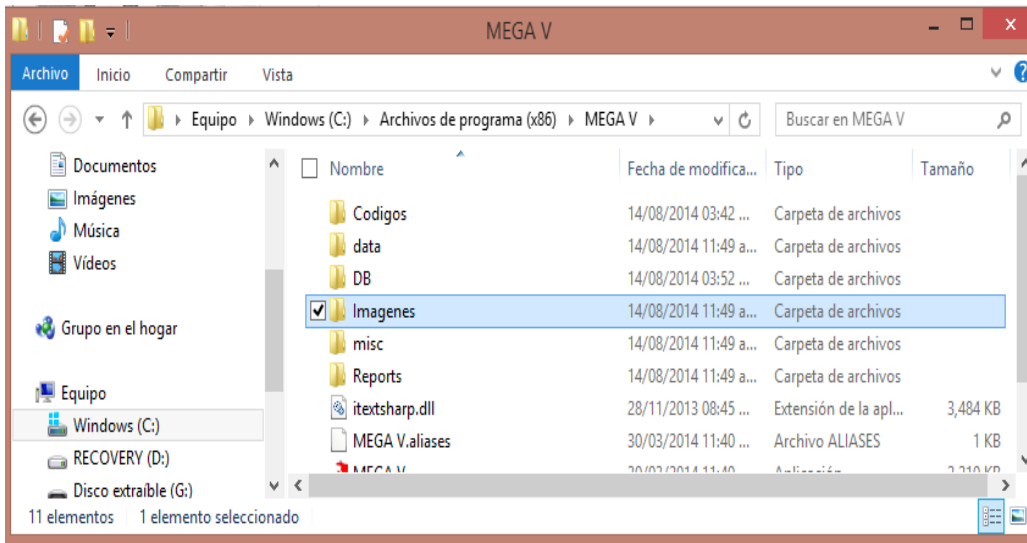 MEGA V
Archivo Inicio Compartir Vista
Equipo Windows (C:) Archivos de programa (x86) MEGA V Buscar en MEGA V
Documentos
Imágenes
Música
Vídeos
Grupo en el hogar
Equipo
Windows (C:)
RECOVERY (D:)
Disco extraíble (G:)
Nombre Fecha de modifica... Tipo Tamaño
Codigos 14/08/2014 03:42 ... Carpeta de archivos
data 14/08/2014 11:49 a... Carpeta de archivos
DB 14/08/2014 03:52 ... Carpeta de archivos
Imagenes 14/08/2014 11:49 a... Carpeta de archivos
misc 14/08/2014 11:49 a... Carpeta de archivos
Reports 14/08/2014 11:49 a... Carpeta de archivos
itextsharp.dll 28/11/2013 08:45 ... Extensión de la apl... 3,484 KB
MEGA V.aliases 30/03/2014 11:40 ... Archivo ALIASES 1 KB
MEGA V
11 elementos 1 elemento seleccionado